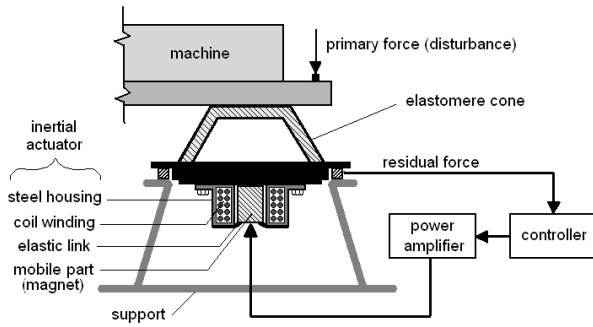 machine
primary force (disturbance)
elastomere cone
inertial
actuator
residual force
steel housing
coil winding
power
amplifier
controller
elastic link
mobile part
(magnet)
support